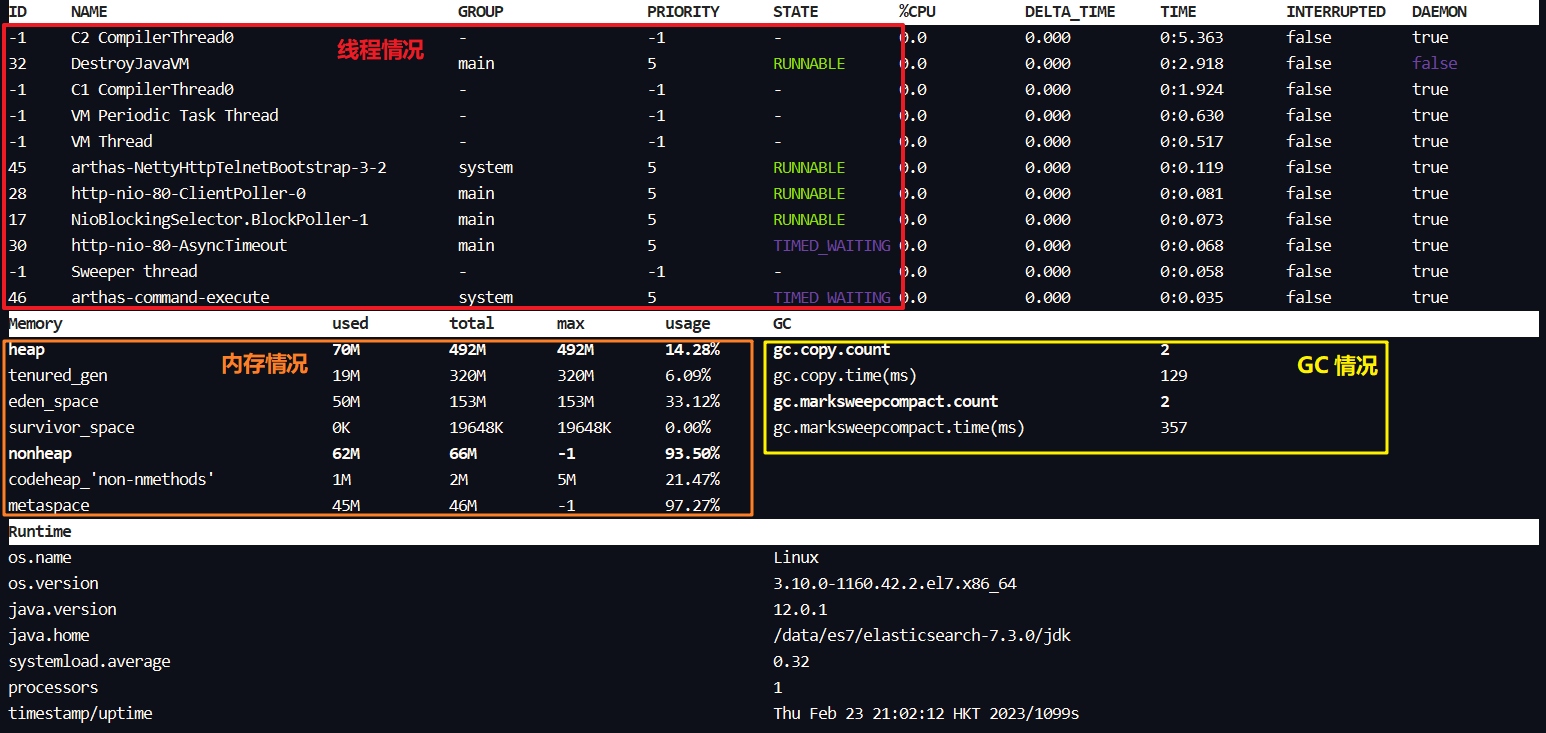 ID NAME GROUP PRIORITY STATE %CPU DELTA_TIME TIME INTERRUPTED DAEMON
-1 C2 CompilerThread0 - -1 - 0.0 0.000 0:5.363 false true
线程情况
32 DestroyJavaVM main 5 RUNNABLE 0.0 0.000 0:2.918 false false
-1 C1 CompilerThread0 - -1 - 0.0 0.000 0:1.924 false true
-1 VM Periodic Task Thread - -1 - 0.0 0.000 0:0.630 false true
-1 VM Thread - -1 - 0.0 0.000 0:0.517 false true
45 arthas-NettyHttpTelnetBootstrap-3-2 system 5 RUNNABLE 0.0 0.000 0:0.119 false true
28 http-nio-80-ClientPoller-0 main 5 RUNNABLE 0.0 0.000 0:0.081 false true
17 NioBlockingSelector.BlockPoller-1 main 5 RUNNABLE 0.0 0.000 0:0.073 false true
30 http-nio-80-AsyncTimeout main 5 TIMED_WAITING 0.0 0.000 0:0.068 false true
-1 Sweeper thread - -1 - 0.0 0.000 0:0.058 false true
46 arthas-command-execute system 5 TIMED_WAITING 0.0 0.000 0:0.035 false true
Memory used total max usage GC
heap 70M 492M 492M 14.28% gc.copy.count 2
内存情况
GC 情况
tenured_gen 19M 320M 320M 6.09% gc.copy.time(ms) 129
eden_space 50M 153M 153M 33.12% gc.marksweepcompact.count 2
survivor_space 0K 19648K 19648K 0.00% gc.marksweepcompact.time(ms) 357
nonheap 62M 66M -1 93.50%
codeheap_'non-nmethods' 1M 2M 5M 21.47%
metaspace 45M 46M -1 97.27%
Runtime
os.name Linux
os.version 3.10.0-1160.42.2.el7.x86_64
java.version 12.0.1
java.home /data/es7/elasticsearch-7.3.0/jdk
systemload.average 0.32
processors 1
timestamp/uptime Thu Feb 23 21:02:12 HKT 2023/1099s